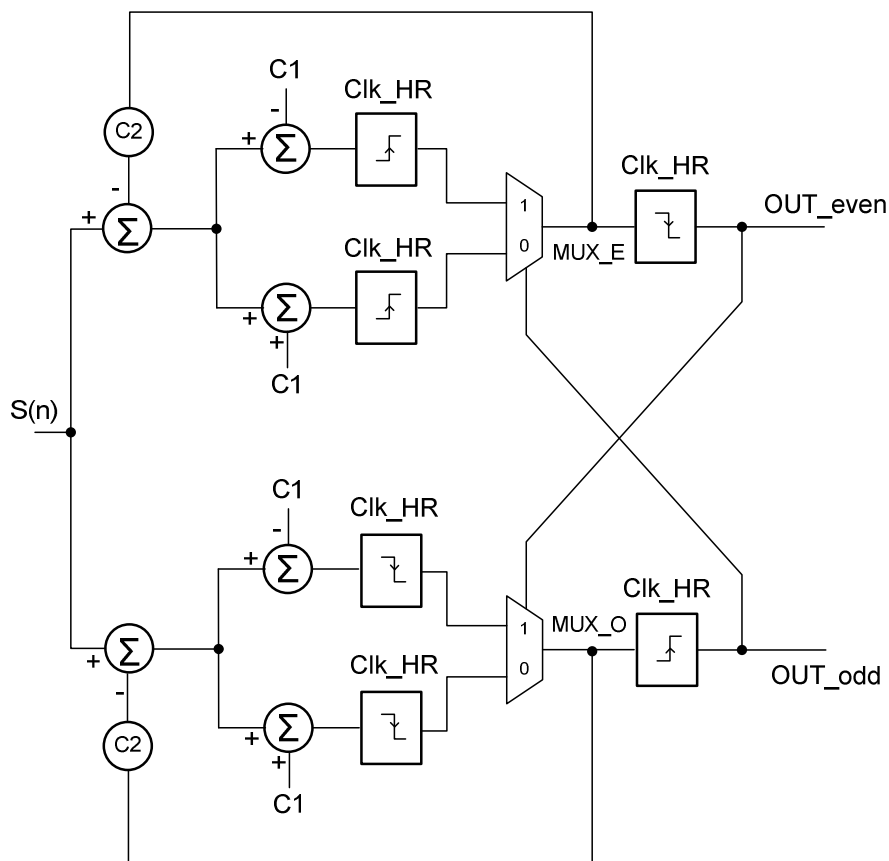 C1
Clk_HR
-
C2
+
Σ
-
Clk_HR
+
Σ
1
OUT_even
Clk_HR
0
MUX_E
+
Σ
+
C1
S(n)
C1
Clk_HR
-
+
Σ
Clk_HR
1
MUX_O
Σ
+
Clk_HR
0
-
OUT_odd
C2
+
Σ
+
C1